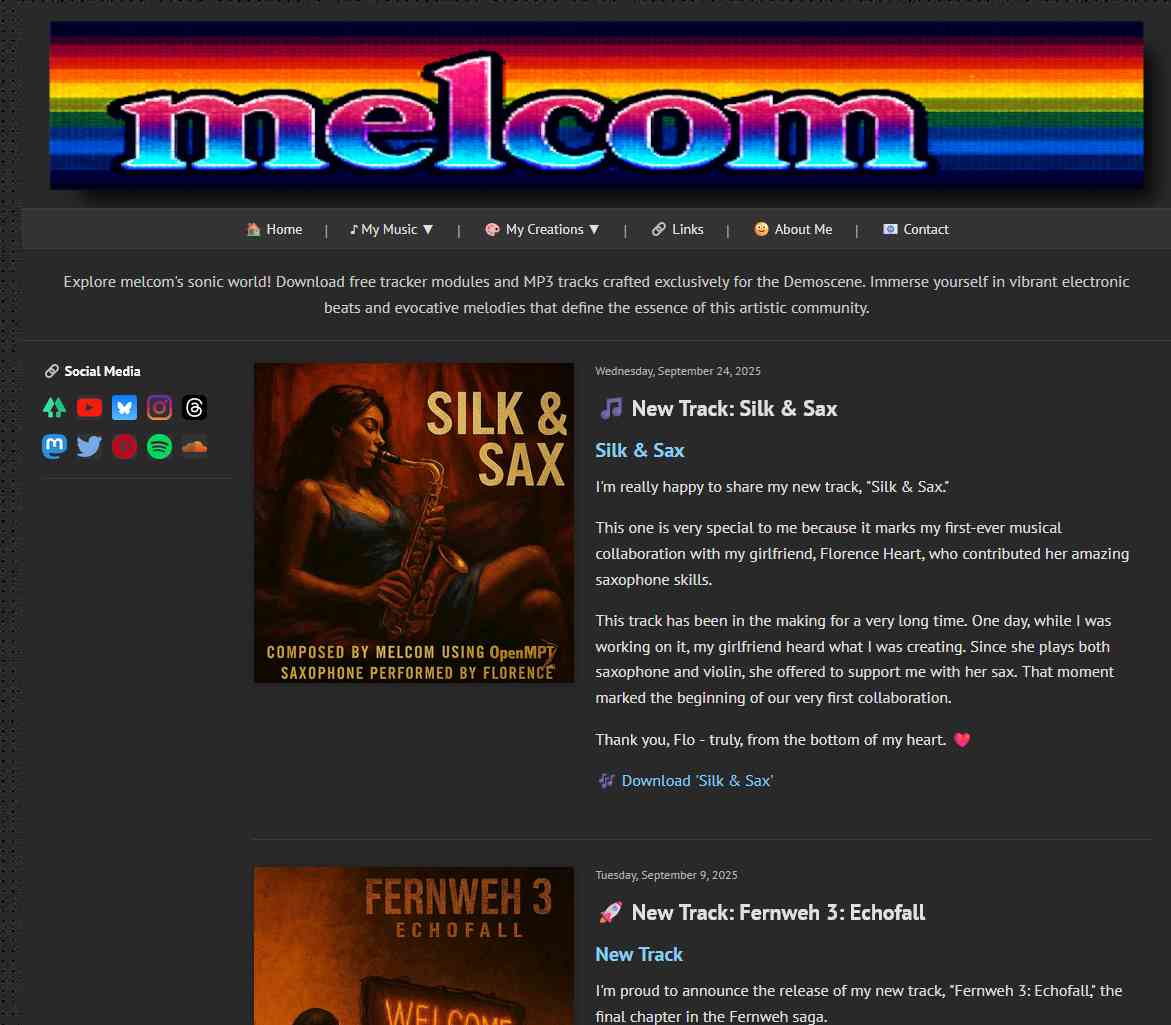 melcom
Home | My Music ▼ | My Creations ▼ | Links | About Me | Contact
Explore melcom's sonic world! Download free tracker modules and MP3 tracks crafted exclusively for the Demoscene. Immerse yourself in vibrant electronic
beats and evocative melodies that define the essence of this artistic community.
Social Media
SILK &
SAX
COMPOSED BY MELCOM USING OpenMPT
SAXOPHONE PERFORMED BY FLORENCE
Wednesday, September 24, 2025
New Track: Silk & Sax
Silk & Sax
I'm really happy to share my new track, "Silk & Sax."
This one is very special to me because it marks my first-ever musical
collaboration with my girlfriend, Florence Heart, who contributed her amazing
saxophone skills.
This track has been in the making for a very long time. One day, while I was
working on it, my girlfriend heard what I was creating. Since she plays both
saxophone and violin, she offered to support me with her sax. That moment
marked the beginning of our very first collaboration.
Thank you, Flo - truly, from the bottom of my heart.
Download 'Silk & Sax'
FERNWEH 3
ECHOFALL
WELCOME
Tuesday, September 9, 2025
New Track: Fernweh 3: Echofall
New Track
I'm proud to announce the release of my new track, "Fernweh 3: Echofall," the
final chapter in the Fernweh saga.